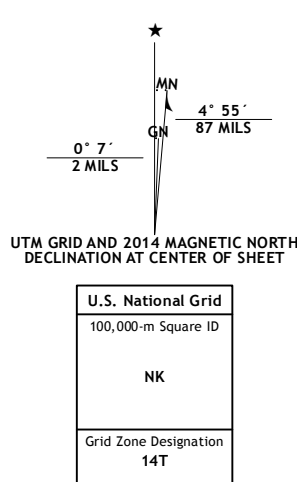 ★
MN
4° 55´
87 MILS
GN
0° 7´
2 MILS
UTM GRID AND 2014 MAGNETIC NORTH
DECLINATION AT CENTER OF SHEET
U.S. National Grid
100,000-m Square ID
NK
Grid Zone Designation
14T